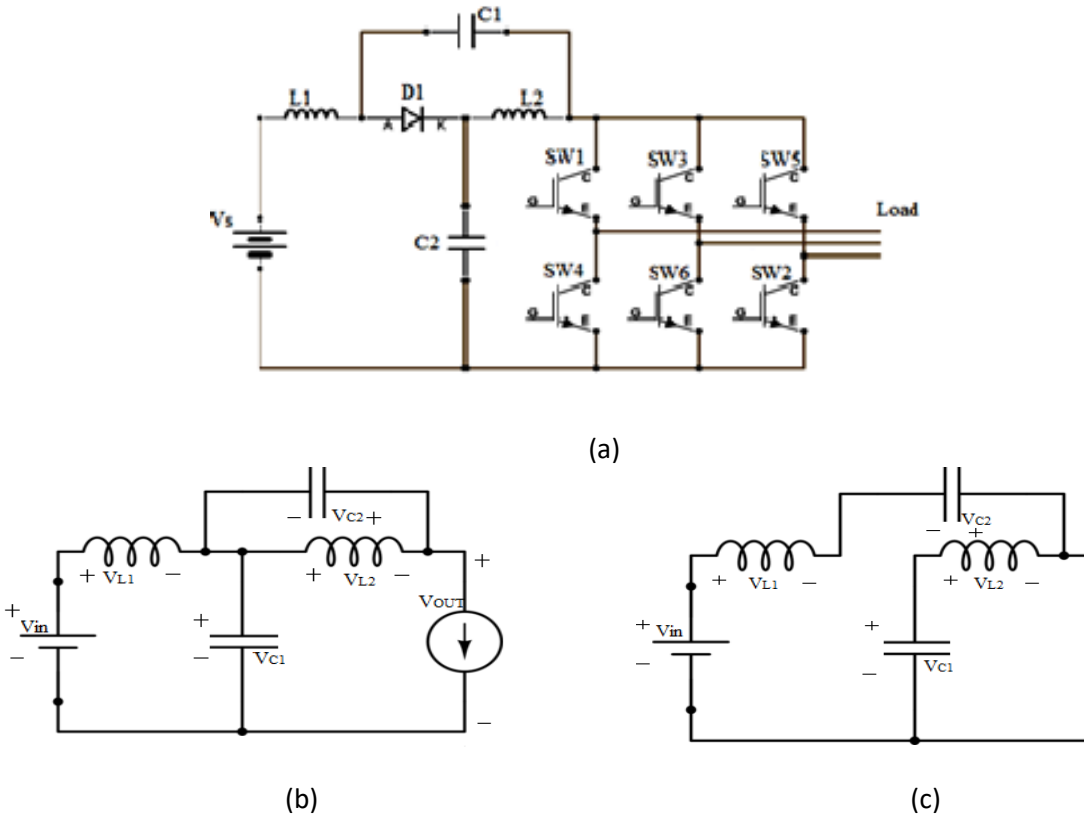 C1
L1 D1 L2
A K
SW1 SW3 SW5
C C C
G G G
E E E
Vs
C2
Load
SW4 SW6 SW2
C C C
G G G
E E E
(a)
− VC2 +
+ VL1 −
+ VL2 −
+
Vin
−
+
VC1
−
+
VOUT
−
(b)
− VC2
+
+ VL1 −
+ VL2 −
+
Vin
−
+
VC1
−
(c)